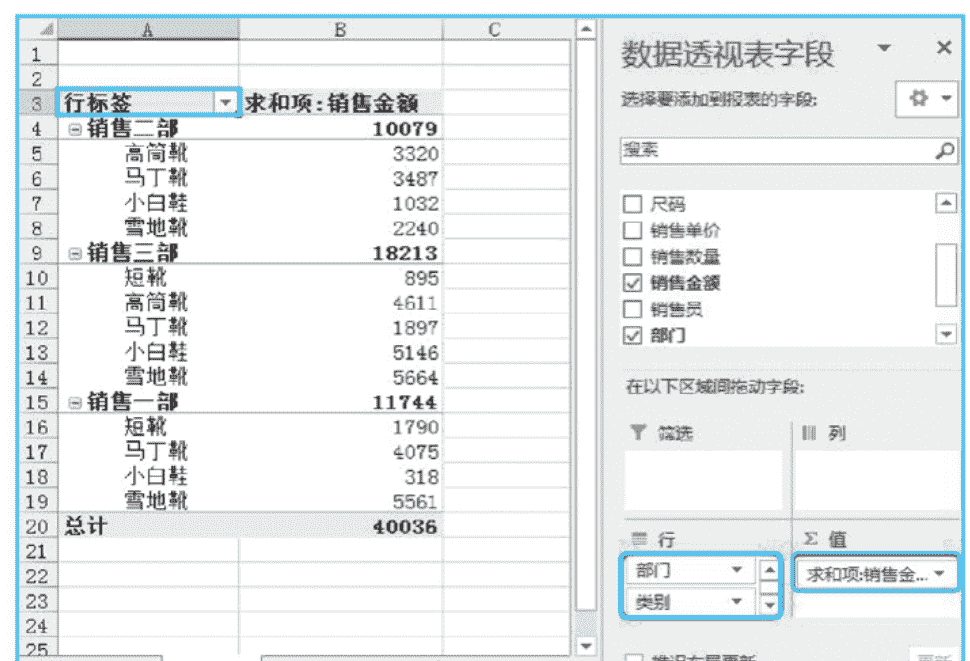 A B C
1
2
3 行标签 求和项:销售金额
4 销售二部 10079
5 高筒靴 3320
6 马丁靴 3487
7 小白鞋 1032
8 雪地靴 2240
9 销售三部 18213
10 短靴 895
11 高筒靴 4611
12 马丁靴 1897
13 小白鞋 5146
14 雪地靴 5664
15 销售一部 11744
16 短靴 1790
17 马丁靴 4075
18 小白鞋 318
19 雪地靴 5561
20 总计 40036
21
22
23
24
25
数据透视表字段
选择要添加到报表的字段:
搜索
尺码
销售单价
销售数量
销售金额
销售员
部门
在以下区域间拖动字段:
筛选 列
行 Σ 值
部门 求和项:销售金...
类别
推迟布局更新 更新